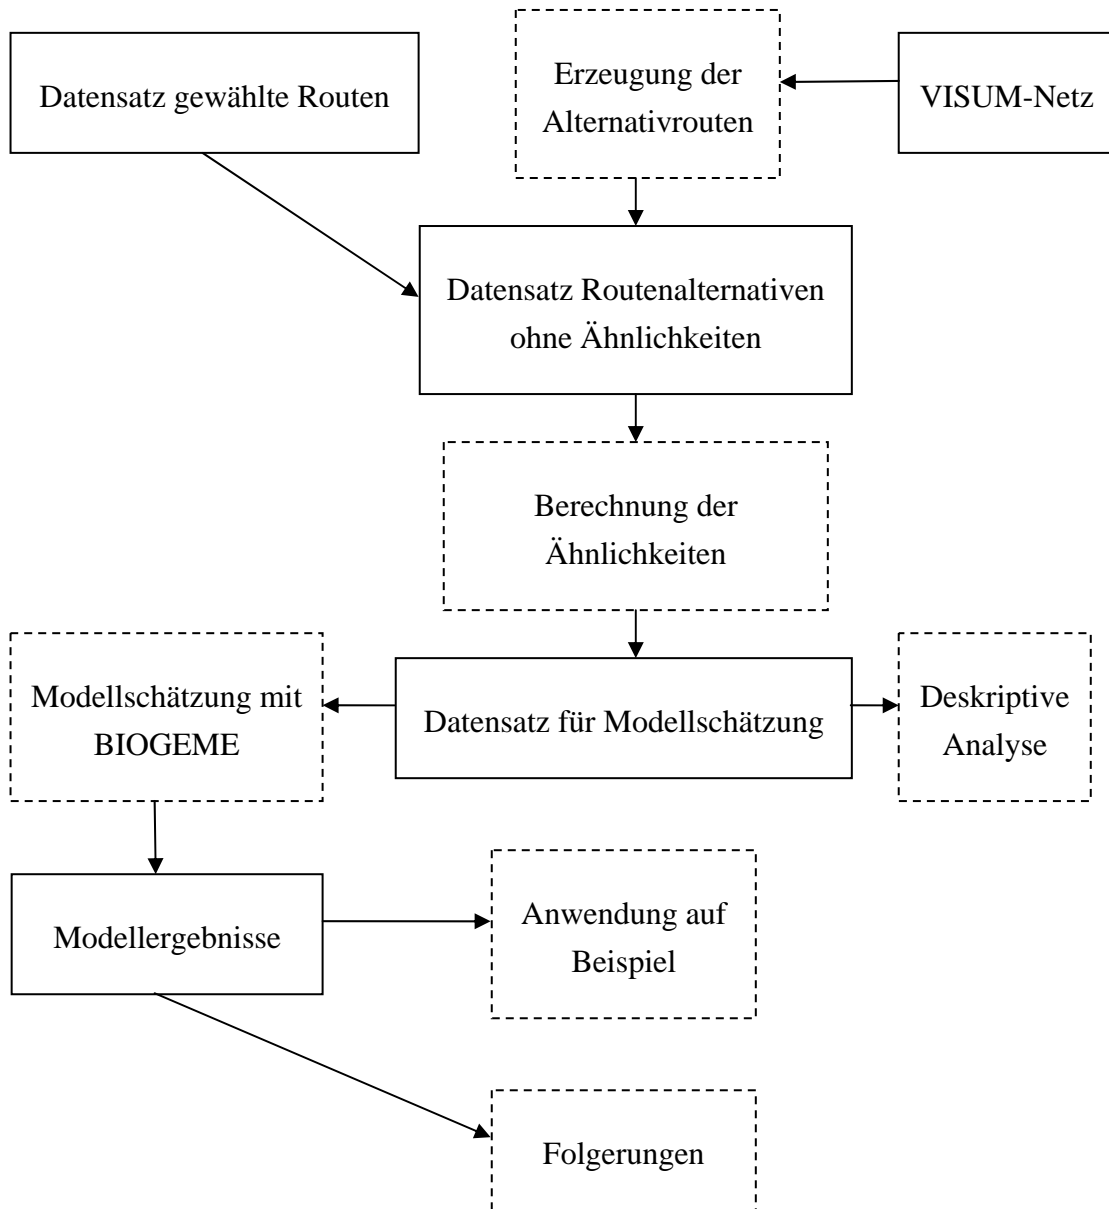 Datensatz gewählte Routen
Erzeugung der
Alternativrouten
VISUM-Netz
Datensatz Routenalternativen
ohne Ähnlichkeiten
Berechnung der
Ähnlichkeiten
Modellschätzung mit
BIOGEME
Datensatz für Modellschätzung
Deskriptive
Analyse
Modellergebnisse
Anwendung auf
Beispiel
Folgerungen